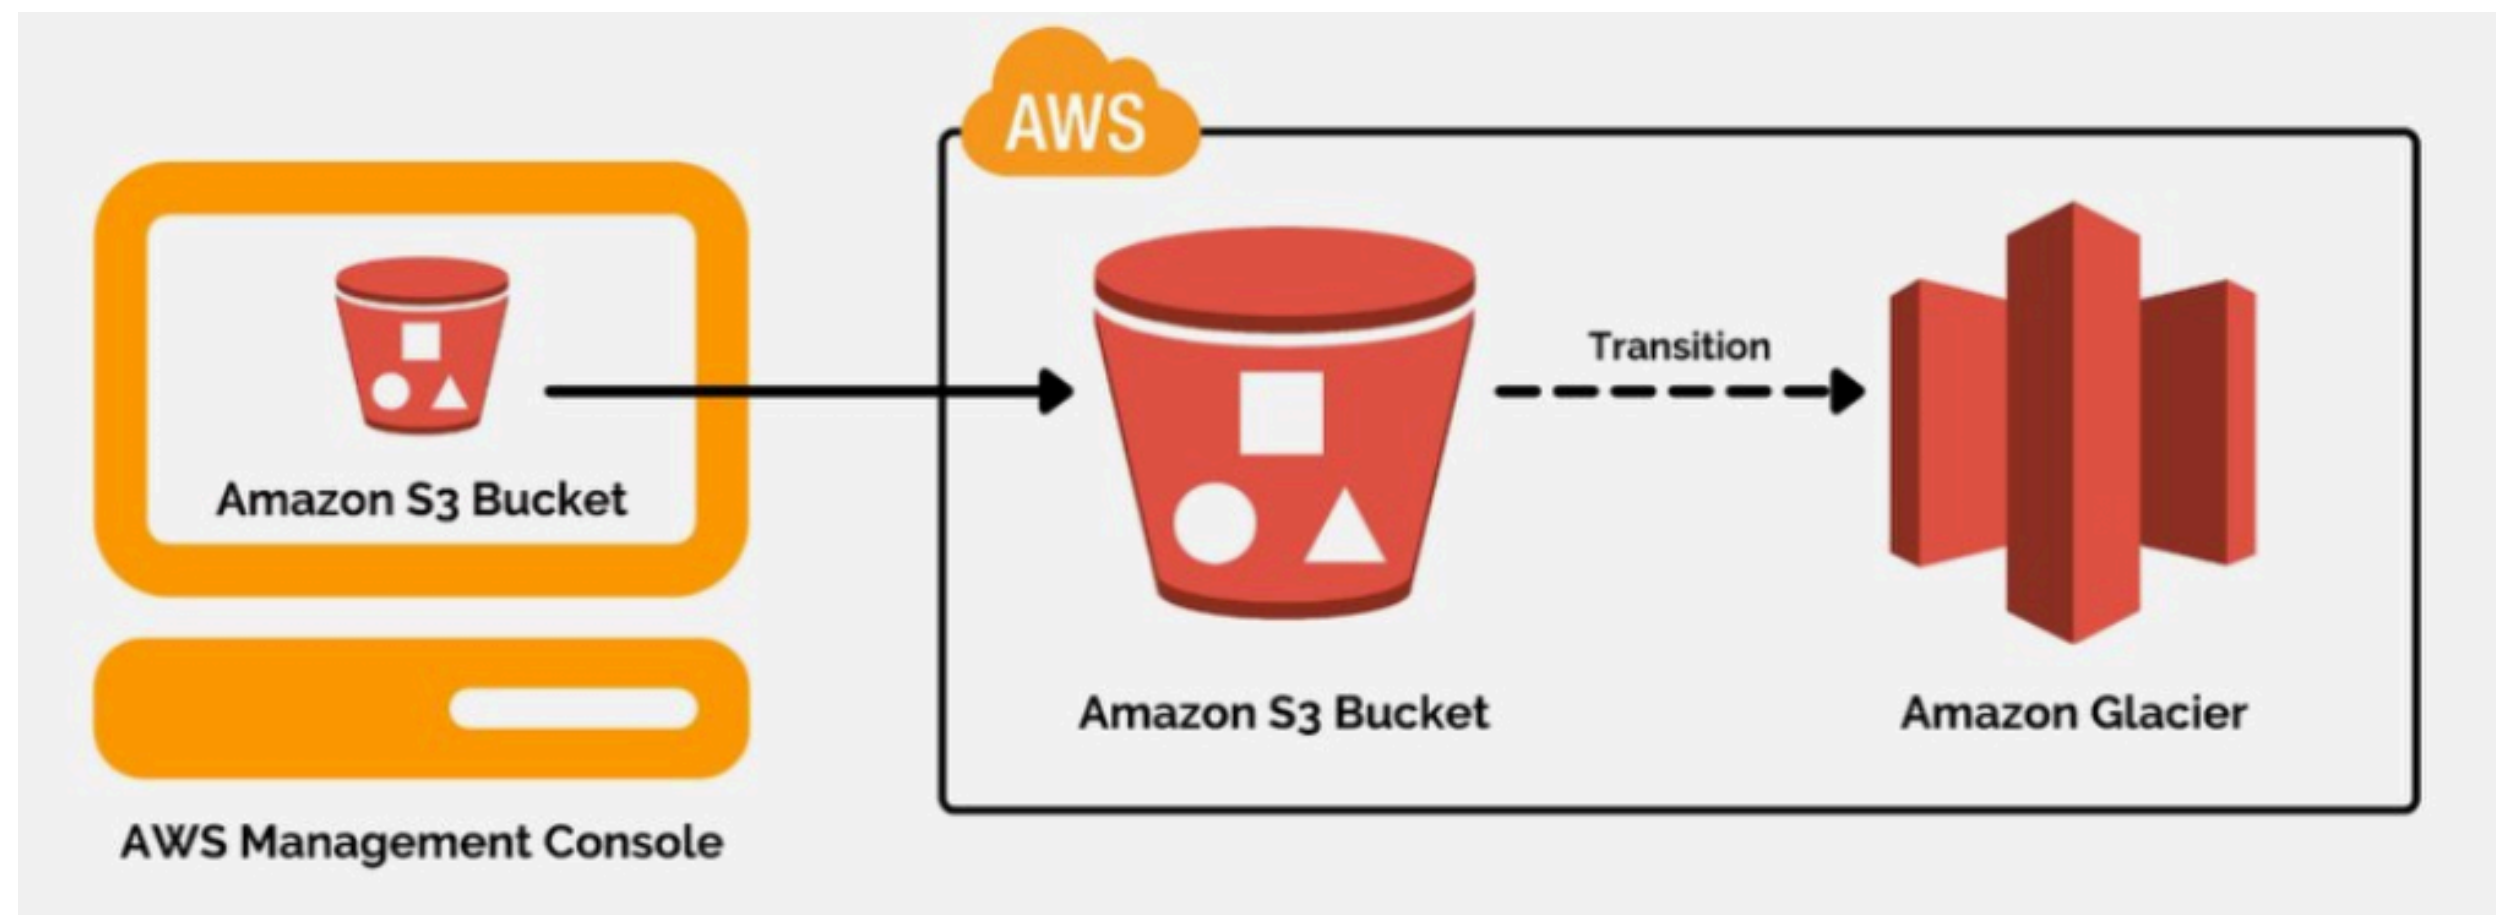 AWS
Amazon S3 Bucket
AWS Management Console
Amazon S3 Bucket
Transition
Amazon Glacier